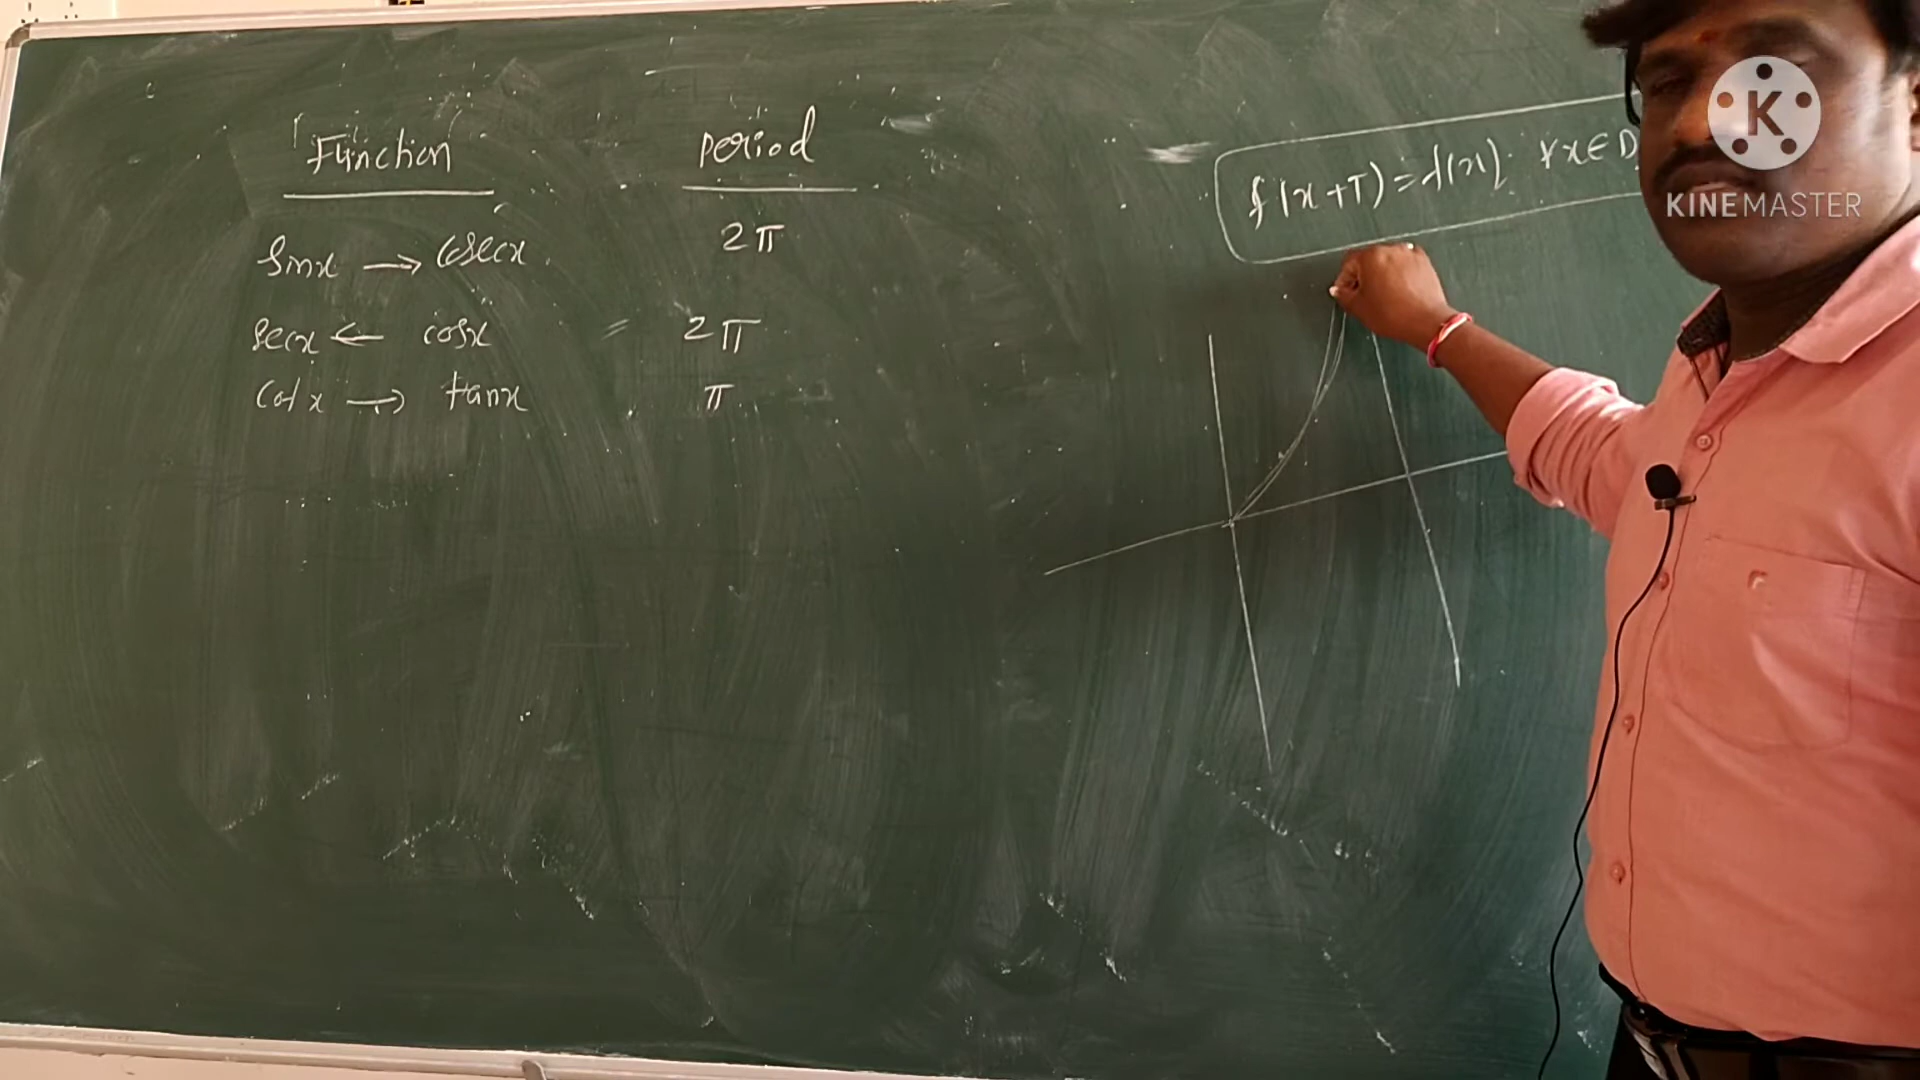 Function period
sinx → cosecx 2π
secx ← cosx = 2π
cotx → tanx π
f(x+T)=f(x) ∀x∈D
K
KINEMASTER